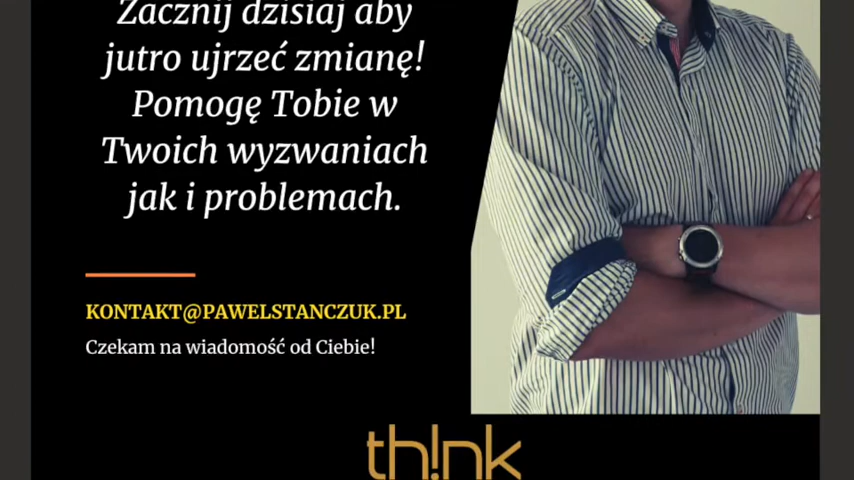 Zacznij dzisiaj aby
jutro ujrzeć zmianę!
Pomogę Tobie w
Twoich wyzwaniach
jak i problemach.
KONTAKT@PAWELSTANCZUK.PL
Czekam na wiadomość od Ciebie!
th!nk